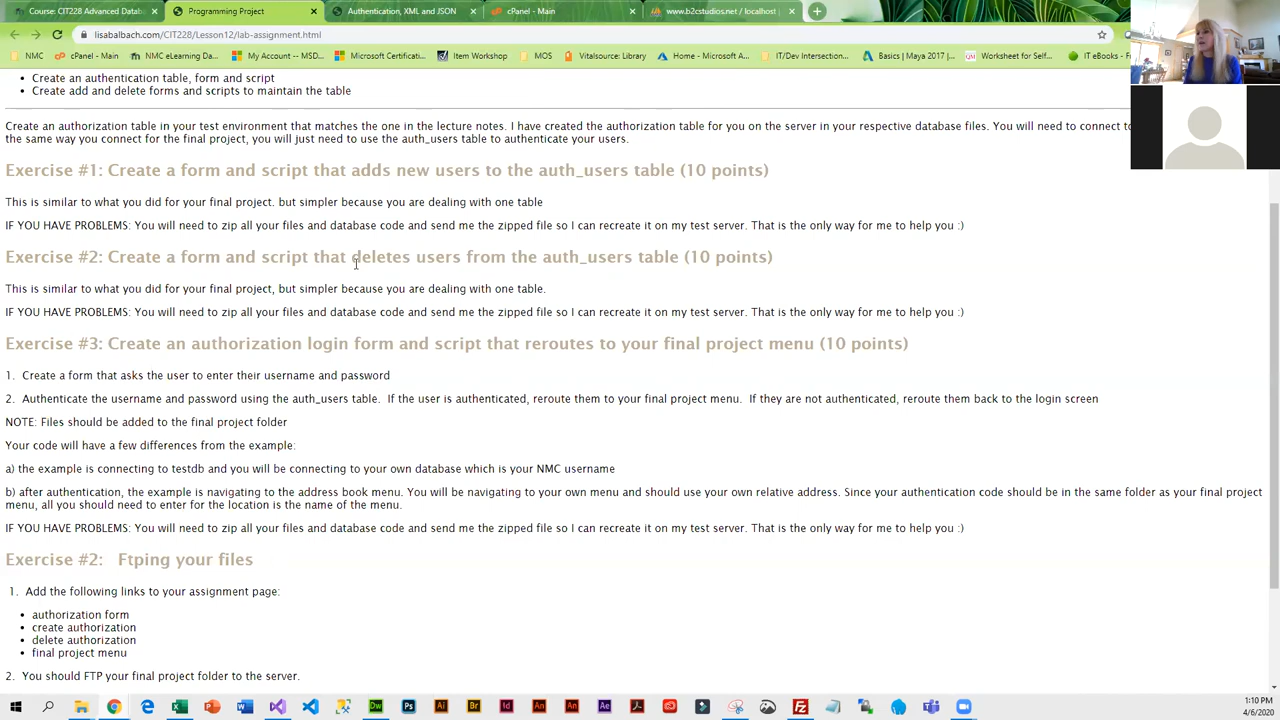 Course: CIT228 Advanced Datab
Programming Project
Authentication, XML and JSON
cPanel - Main
www.b2cstudios.net / localhost
lisabalbach.com/CIT228/Lesson12/lab-assignment.html
NMC
cPanel - Main
NMC eLearning Da...
My Account -- MSD...
Microsoft Certificati...
Item Workshop
MOS
Vitalsource: Library
Home - Microsoft A...
IT/Dev Intersection...
Basics | Maya 2017 |...
Worksheet for Self...
IT eBooks - Fre
• Create an authentication table, form and script
• Create add and delete forms and scripts to maintain the table
Create an authorization table in your test environment that matches the one in the lecture notes. I have created the authorization table for you on the server in your respective database files. You will need to connect to
the same way you connect for the final project, you will just need to use the auth_users table to authenticate your users.
Exercise #1: Create a form and script that adds new users to the auth_users table (10 points)
This is similar to what you did for your final project. but simpler because you are dealing with one table
IF YOU HAVE PROBLEMS: You will need to zip all your files and database code and send me the zipped file so I can recreate it on my test server. That is the only way for me to help you :)
Exercise #2: Create a form and script that deletes users from the auth_users table (10 points)
This is similar to what you did for your final project, but simpler because you are dealing with one table.
IF YOU HAVE PROBLEMS: You will need to zip all your files and database code and send me the zipped file so I can recreate it on my test server. That is the only way for me to help you :)
Exercise #3: Create an authorization login form and script that reroutes to your final project menu (10 points)
1. Create a form that asks the user to enter their username and password
2. Authenticate the username and password using the auth_users table. If the user is authenticated, reroute them to your final project menu. If they are not authenticated, reroute them back to the login screen
NOTE: Files should be added to the final project folder
Your code will have a few differences from the example:
a) the example is connecting to testdb and you will be connecting to your own database which is your NMC username
b) after authentication, the example is navigating to the address book menu. You will be navigating to your own menu and should use your own relative address. Since your authentication code should be in the same folder as your final project
menu, all you should need to enter for the location is the name of the menu.
IF YOU HAVE PROBLEMS: You will need to zip all your files and database code and send me the zipped file so I can recreate it on my test server. That is the only way for me to help you :)
Exercise #2: Ftping your files
1. Add the following links to your assignment page:
• authorization form
• create authorization
• delete authorization
• final project menu
2. You should FTP your final project folder to the server.
1:10 PM
4/6/2020